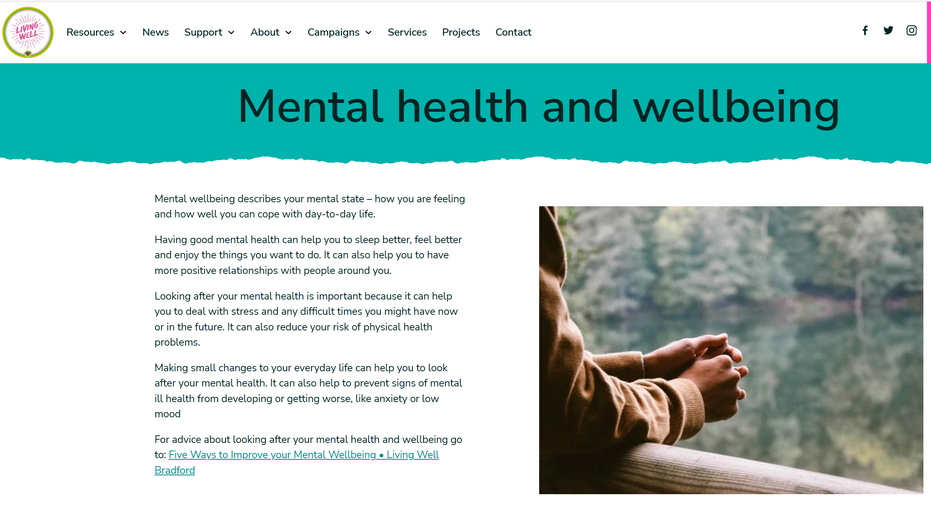 LIVING
WELL
Resources News Support About Campaigns Services Projects Contact
Mental health and wellbeing
Mental wellbeing describes your mental state – how you are feeling
and how well you can cope with day-to-day life.
Having good mental health can help you to sleep better, feel better
and enjoy the things you want to do. It can also help you to have
more positive relationships with people around you.
Looking after your mental health is important because it can help
you to deal with stress and any difficult times you might have now
or in the future. It can also reduce your risk of physical health
problems.
Making small changes to your everyday life can help you to look
after your mental health. It can also help to prevent signs of mental
ill health from developing or getting worse, like anxiety or low
mood
For advice about looking after your mental health and wellbeing go
to: Five Ways to Improve your Mental Wellbeing • Living Well
Bradford